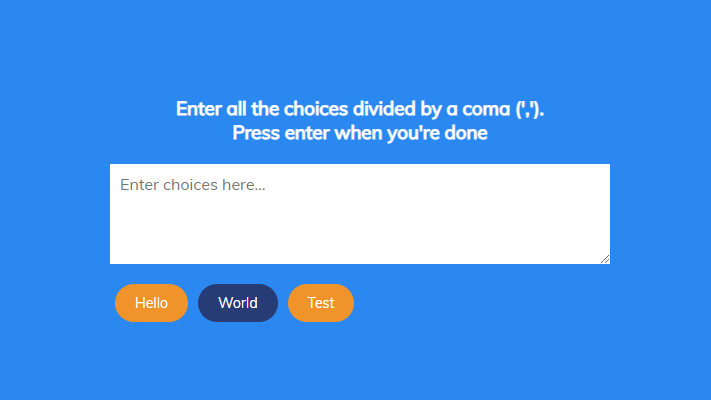 Enter all the choices divided by a coma (',').
Press enter when you're done
Enter choices here...
Hello World Test